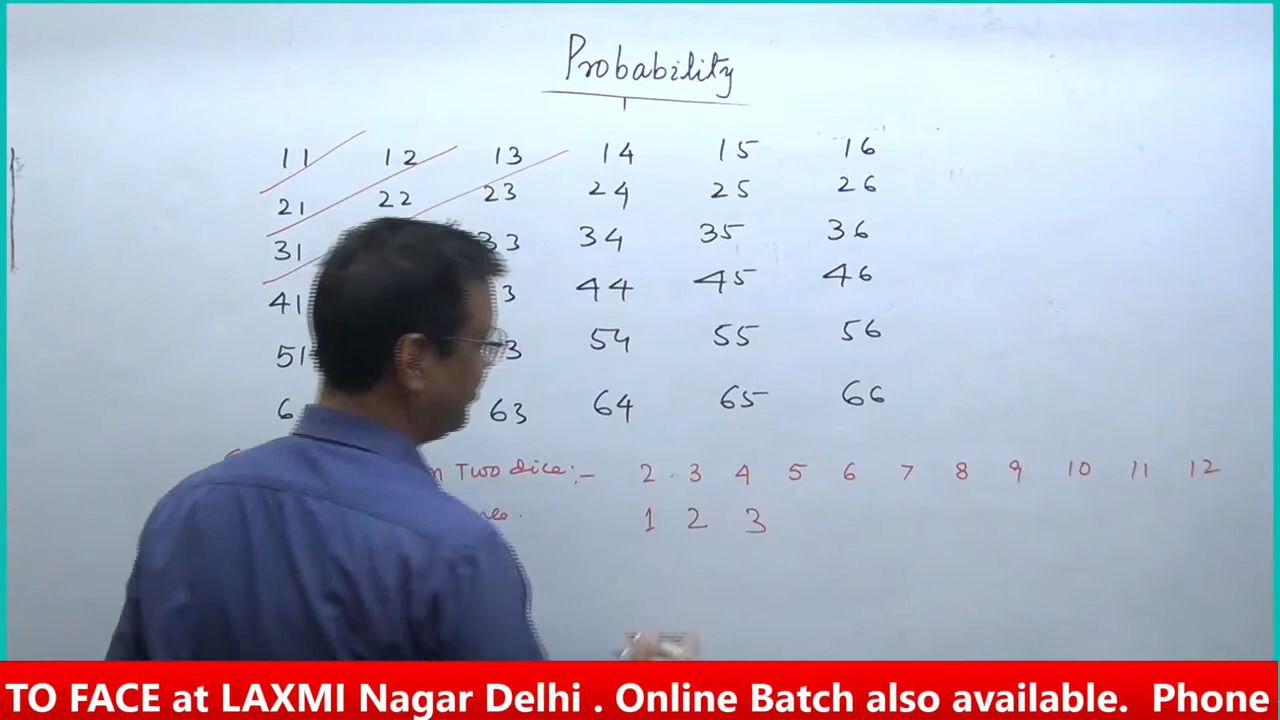 Probability
11 12 13 14 15 16
21 22 23 24 25 26
31 33 34 35 36
41 3 44 45 46
51 3 54 55 56
6 63 64 65 66
n Two dice:- 2 3 4 5 6 7 8 9 10 11 12
1 2 3
TO FACE at LAXMI Nagar Delhi . Online Batch also available. Phone